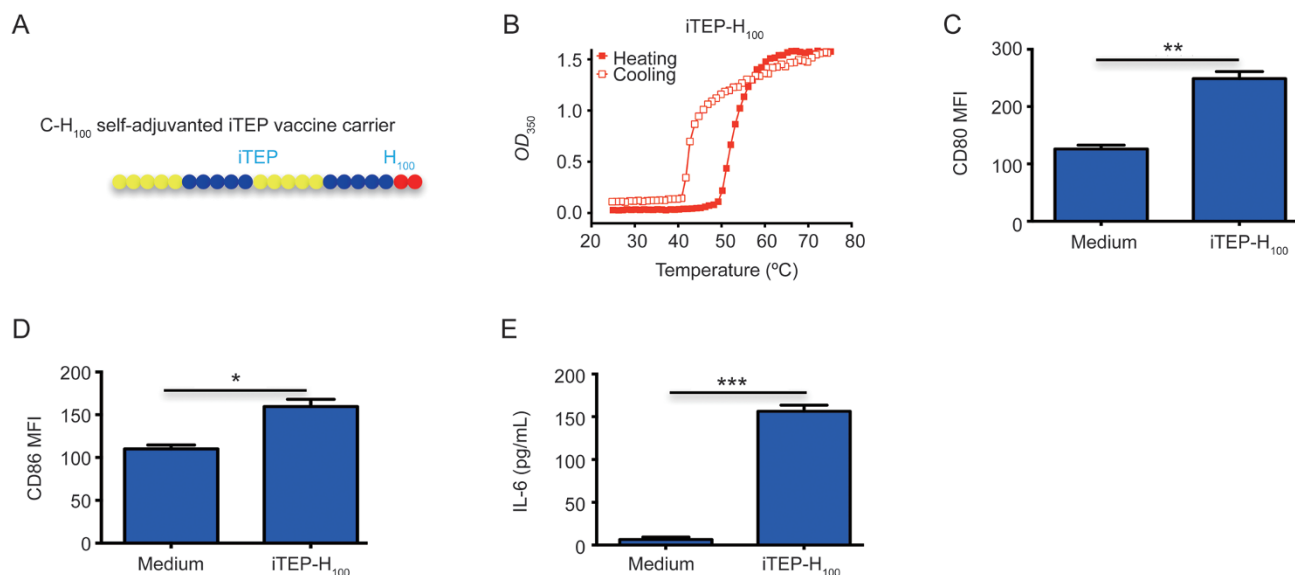 A
C-H₁₀₀ self-adjuvanted iTEP vaccine carrier
iTEP
H₁₀₀
B
iTEP-H₁₀₀
Heating
Cooling
1.5
1.0
0.5
0.0
OD₃₅₀
20 30 40 50 60 70 80
Temperature (ºC)
C
**
300
200
100
0
CD80 MFI
Medium
iTEP-H₁₀₀
D
*
200
150
100
50
0
CD86 MFI
Medium
iTEP-H₁₀₀
E
***
200
150
100
50
0
IL-6 (pg/mL)
Medium
iTEP-H₁₀₀